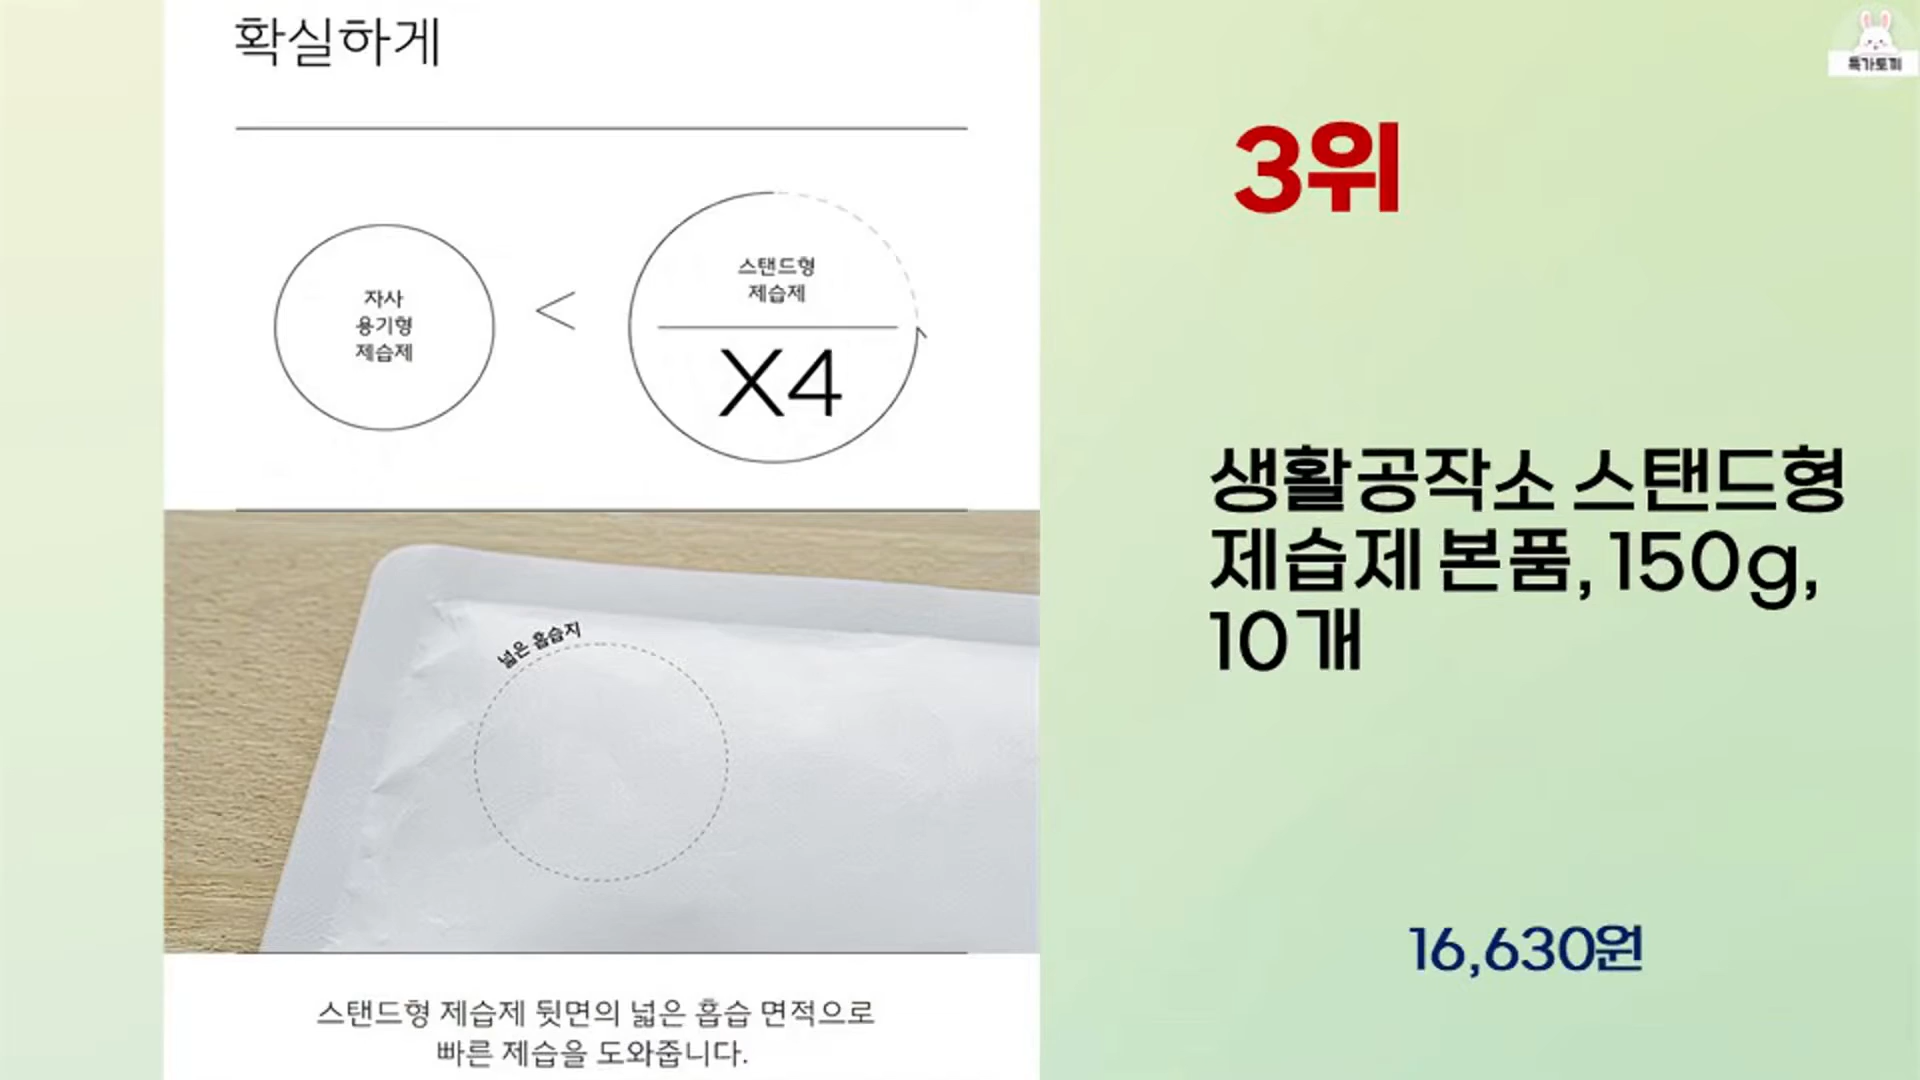 확실하게
자사
용기형
제습제
<
스탠드형
제습제
X4
넓은 흡습지
스탠드형 제습제 뒷면의 넓은 흡습 면적으로
빠른 제습을 도와줍니다.
특가토끼
3위
생활공작소 스탠드형
제습제 본품, 150g,
10개
16,630원